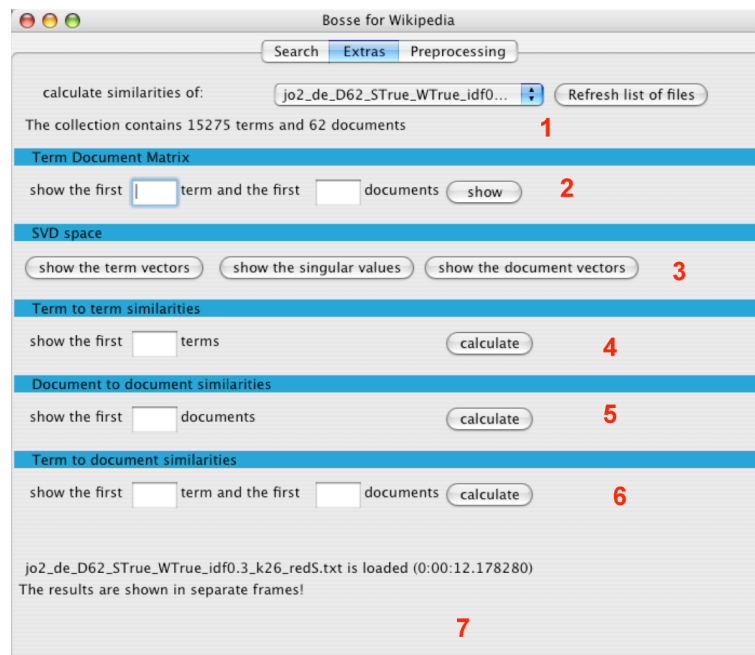 Bosse for Wikipedia
Search Extras Preprocessing
calculate similarities of: jo2_de_D62_STrue_WTrue_idf0... Refresh list of files
The collection contains 15275 terms and 62 documents 1
Term Document Matrix
show the first term and the first documents show 2
SVD space
show the term vectors show the singular values show the document vectors 3
Term to term similarities
show the first terms calculate 4
Document to document similarities
show the first documents calculate 5
Term to document similarities
show the first term and the first documents calculate 6
jo2_de_D62_STrue_WTrue_idf0.3_k26_redS.txt is loaded (0:00:12.178280)
The results are shown in separate frames!
7